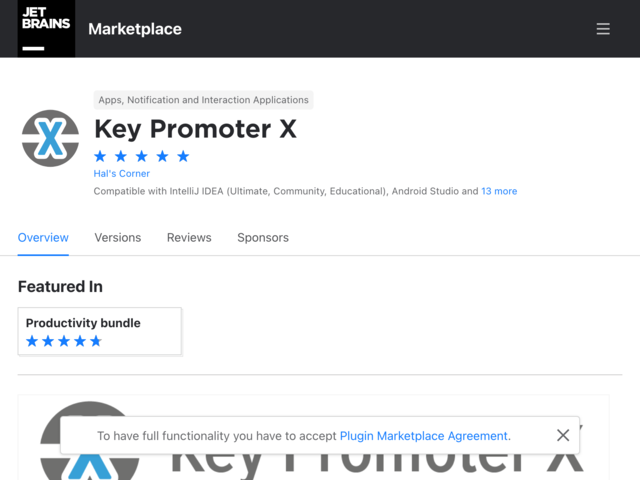 JET
BRAINS
Marketplace
Apps, Notification and Interaction Applications
Key Promoter X
Hal's Corner
Compatible with IntelliJ IDEA (Ultimate, Community, Educational), Android Studio and 13 more
Overview Versions Reviews Sponsors
Featured In
Productivity bundle
To have full functionality you have to accept Plugin Marketplace Agreement.
Key Promoter X